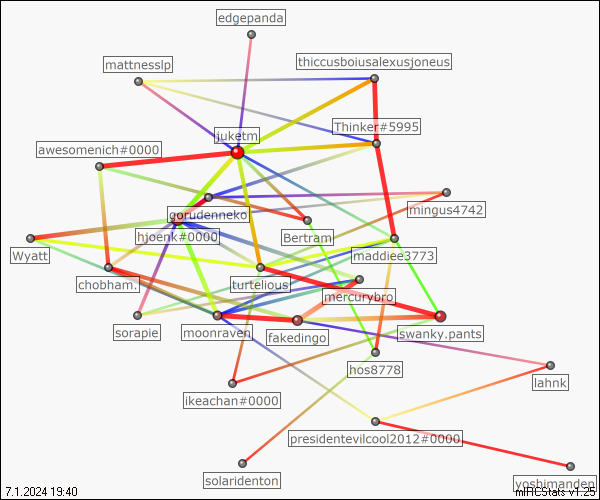 edgepanda
mattnesslp
thiccusboiusalexusjoneus
Thinker#5995
juketm
awesomenich#0000
mingus4742
gorudenneko
hjoenk#0000
Bertram
Wyatt
maddiee3773
chobham.
turtelious
mercurybro
sorapie
moonraven
fakedingo
swanky.pants
hos8778
lahnk
ikeachan#0000
presidentevilcool2012#0000
solaridenton
yoshimanden
7.1.2024 19:40
mIRCStats v1.25